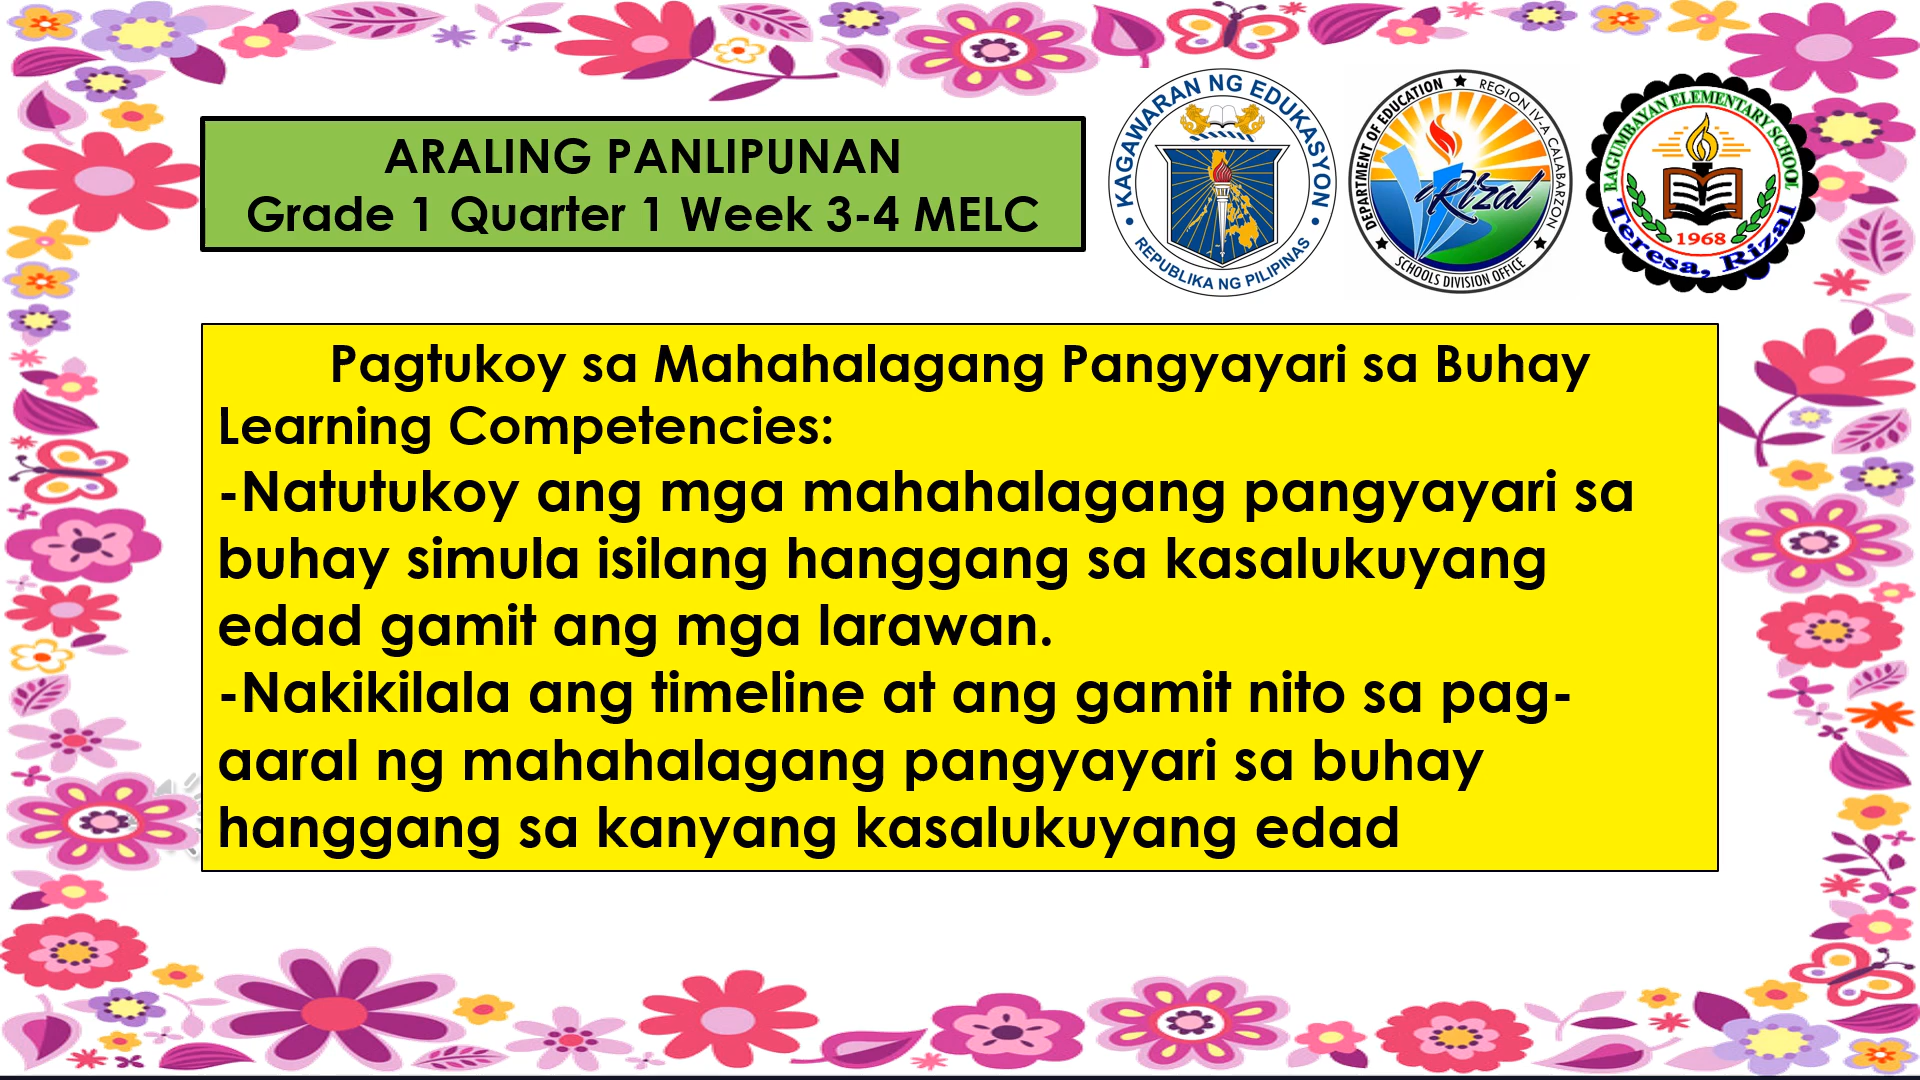 ARALING PANLIPUNAN
Grade 1 Quarter 1 Week 3-4 MELC
KAGAWARAN NG EDUKASYON
REPUBLIKA NG PILIPINAS
DEPARTMENT OF EDUCATION
REGION IV-A CALABARZON
Rizal
SCHOOLS DIVISION OFFICE
BAGUMBAYAN ELEMENTARY SCHOOL
1968
Teresa, Rizal
Pagtukoy sa Mahahalagang Pangyayari sa Buhay
Learning Competencies:
-Natutukoy ang mga mahahalagang pangyayari sa
buhay simula isilang hanggang sa kasalukuyang
edad gamit ang mga larawan.
-Nakikilala ang timeline at ang gamit nito sa pag-
aaral ng mahahalagang pangyayari sa buhay
hanggang sa kanyang kasalukuyang edad